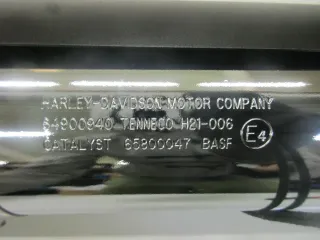 HARLEY-DAVIDSON MOTOR COMPANY
64900940 TENNECO H21-006
CATALYST 65800047 BASF E4